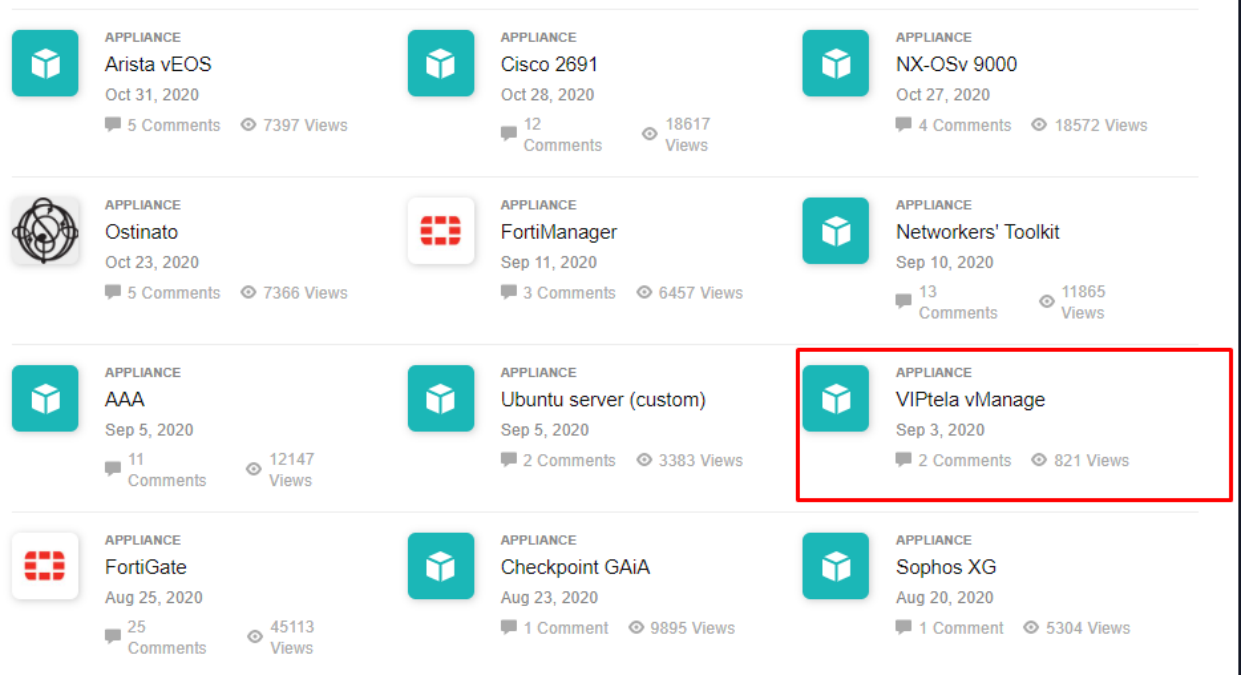 APPLIANCE
Arista vEOS
Oct 31, 2020
5 Comments 7397 Views
APPLIANCE
Cisco 2691
Oct 28, 2020
12
Comments
18617
Views
APPLIANCE
NX-OSv 9000
Oct 27, 2020
4 Comments 18572 Views
APPLIANCE
Ostinato
Oct 23, 2020
5 Comments 7366 Views
APPLIANCE
FortiManager
Sep 11, 2020
3 Comments 6457 Views
APPLIANCE
Networkers' Toolkit
Sep 10, 2020
13
Comments
11865
Views
APPLIANCE
AAA
Sep 5, 2020
11
Comments
12147
Views
APPLIANCE
Ubuntu server (custom)
Sep 5, 2020
2 Comments 3383 Views
APPLIANCE
VIPtela vManage
Sep 3, 2020
2 Comments 821 Views
APPLIANCE
FortiGate
Aug 25, 2020
25
Comments
45113
Views
APPLIANCE
Checkpoint GAiA
Aug 23, 2020
1 Comment 9895 Views
APPLIANCE
Sophos XG
Aug 20, 2020
1 Comment 5304 Views